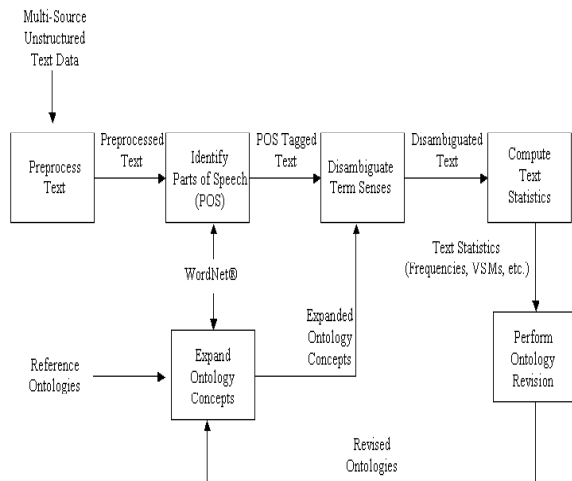 Multi-Source
Unstructured
Text Data
Preprocess
Text
Preprocessed
Text
Identify
Parts of Speech
(POS)
POS Tagged
Text
Disambiguate
Term Senses
Disambiguated
Text
Compute
Text
Statistics
Text Statistics
(Frequencies, VSMs, etc.)
WordNet®
Expanded
Ontology
Concepts
Reference
Ontologies
Expand
Ontology
Concepts
Perform
Ontology
Revision
Revised
Ontologies